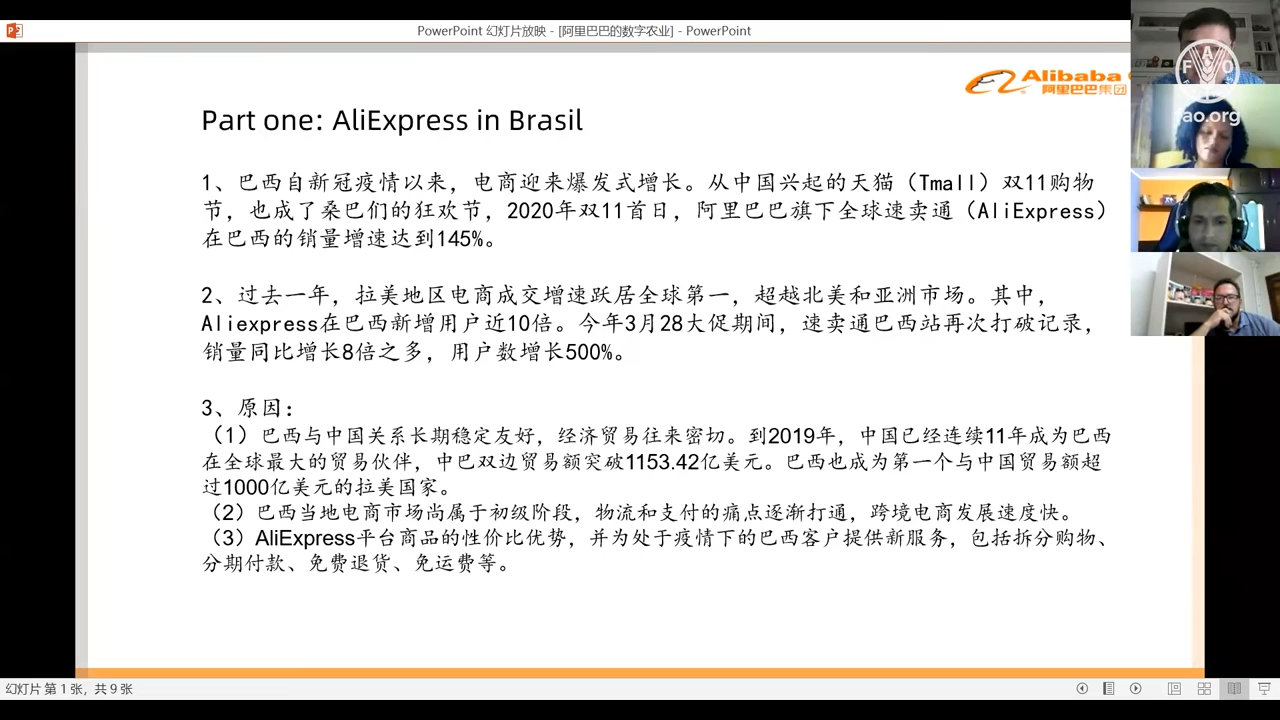 PowerPoint 幻灯片放映 - [阿里巴巴的数字农业] - PowerPoint
Alibaba
阿里巴巴集团
FAO
fao.org
Part one: AliExpress in Brasil
1、巴西自新冠疫情以来，电商迎来爆发式增长。从中国兴起的天猫（Tmall）双11购物
节，也成了桑巴们的狂欢节，2020年双11首日，阿里巴巴旗下全球速卖通（AliExpress）
在巴西的销量增速达到145%。
2、过去一年，拉美地区电商成交增速跃居全球第一，超越北美和亚洲市场。其中，
Aliexpress在巴西新增用户近10倍。今年3月28大促期间，速卖通巴西站再次打破记录，
销量同比增长8倍之多，用户数增长500%。
3、原因：
（1）巴西与中国关系长期稳定友好，经济贸易往来密切。到2019年，中国已经连续11年成为巴西
在全球最大的贸易伙伴，中巴双边贸易额突破1153.42亿美元。巴西也成为第一个与中国贸易额超
过1000亿美元的拉美国家。
（2）巴西当地电商市场尚属于初级阶段，物流和支付的痛点逐渐打通，跨境电商发展速度快。
（3）AliExpress平台商品的性价比优势，并为处于疫情下的巴西客户提供新服务，包括拆分购物、
分期付款、免费退货、免运费等。
幻灯片 第 1 张，共 9 张